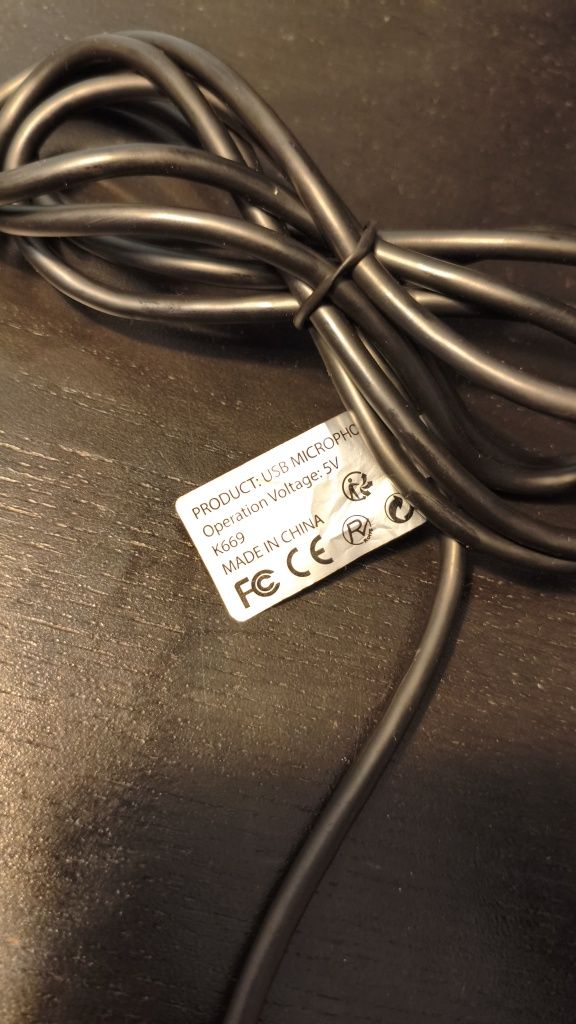 PRODUCT: USB MICROPHO
Operation Voltage: 5V
K669
MADE IN CHINA
FC CE